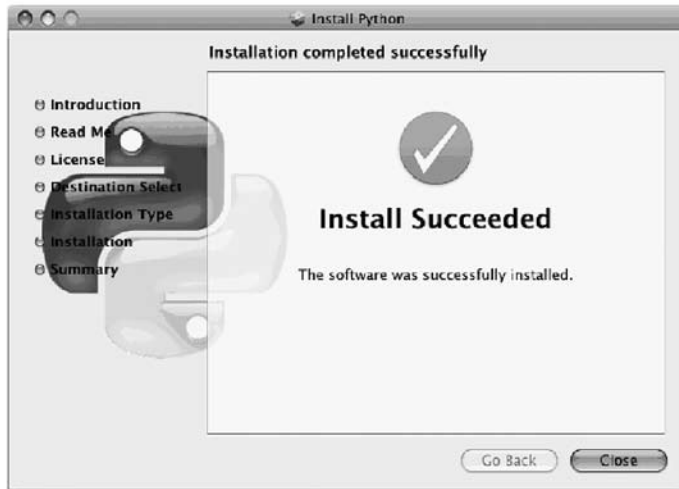 Install Python
Installation completed successfully
Introduction
Read Me
License
Destination Select
Installation Type
Installation
Summary
Install Succeeded
The software was successfully installed.
Go Back
Close